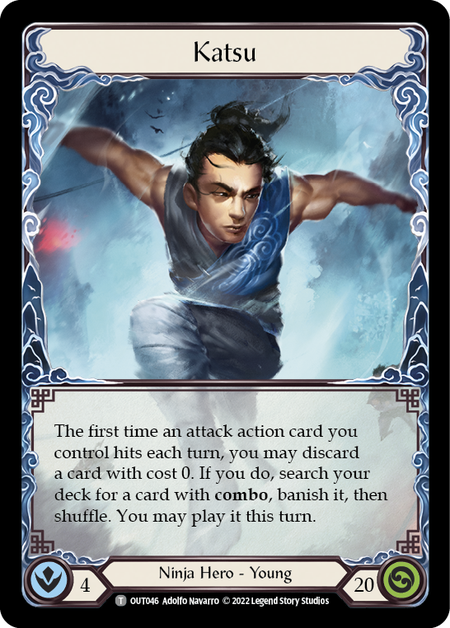 Katsu
The first time an attack action card you
control hits each turn, you may discard
a card with cost 0. If you do, search your
deck for a card with combo, banish it, then
shuffle. You may play it this turn.
4
Ninja Hero - Young
20
T OUT046 Adolfo Navarro © 2022 Legend Story Studios